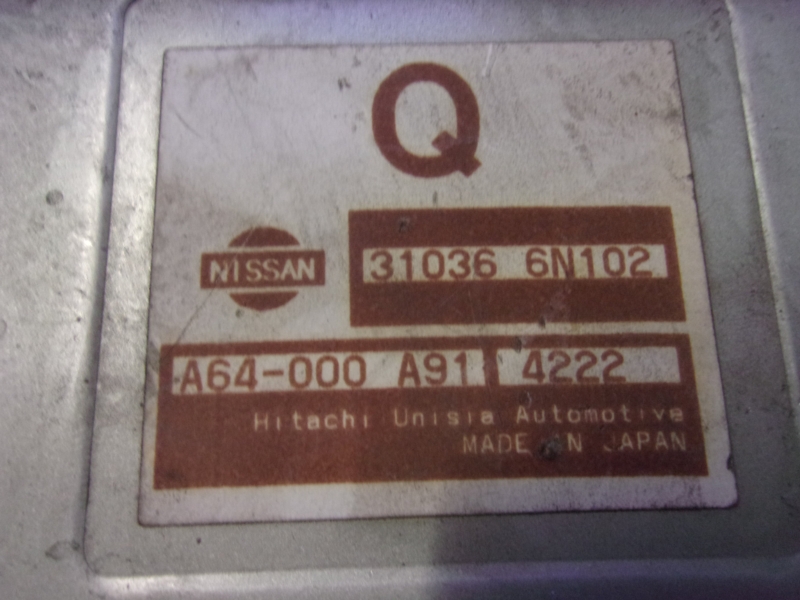 Q
NISSAN
31036 6N102
A64-000 A91 4222
Hitachi Unisia Automotive
MADE IN JAPAN